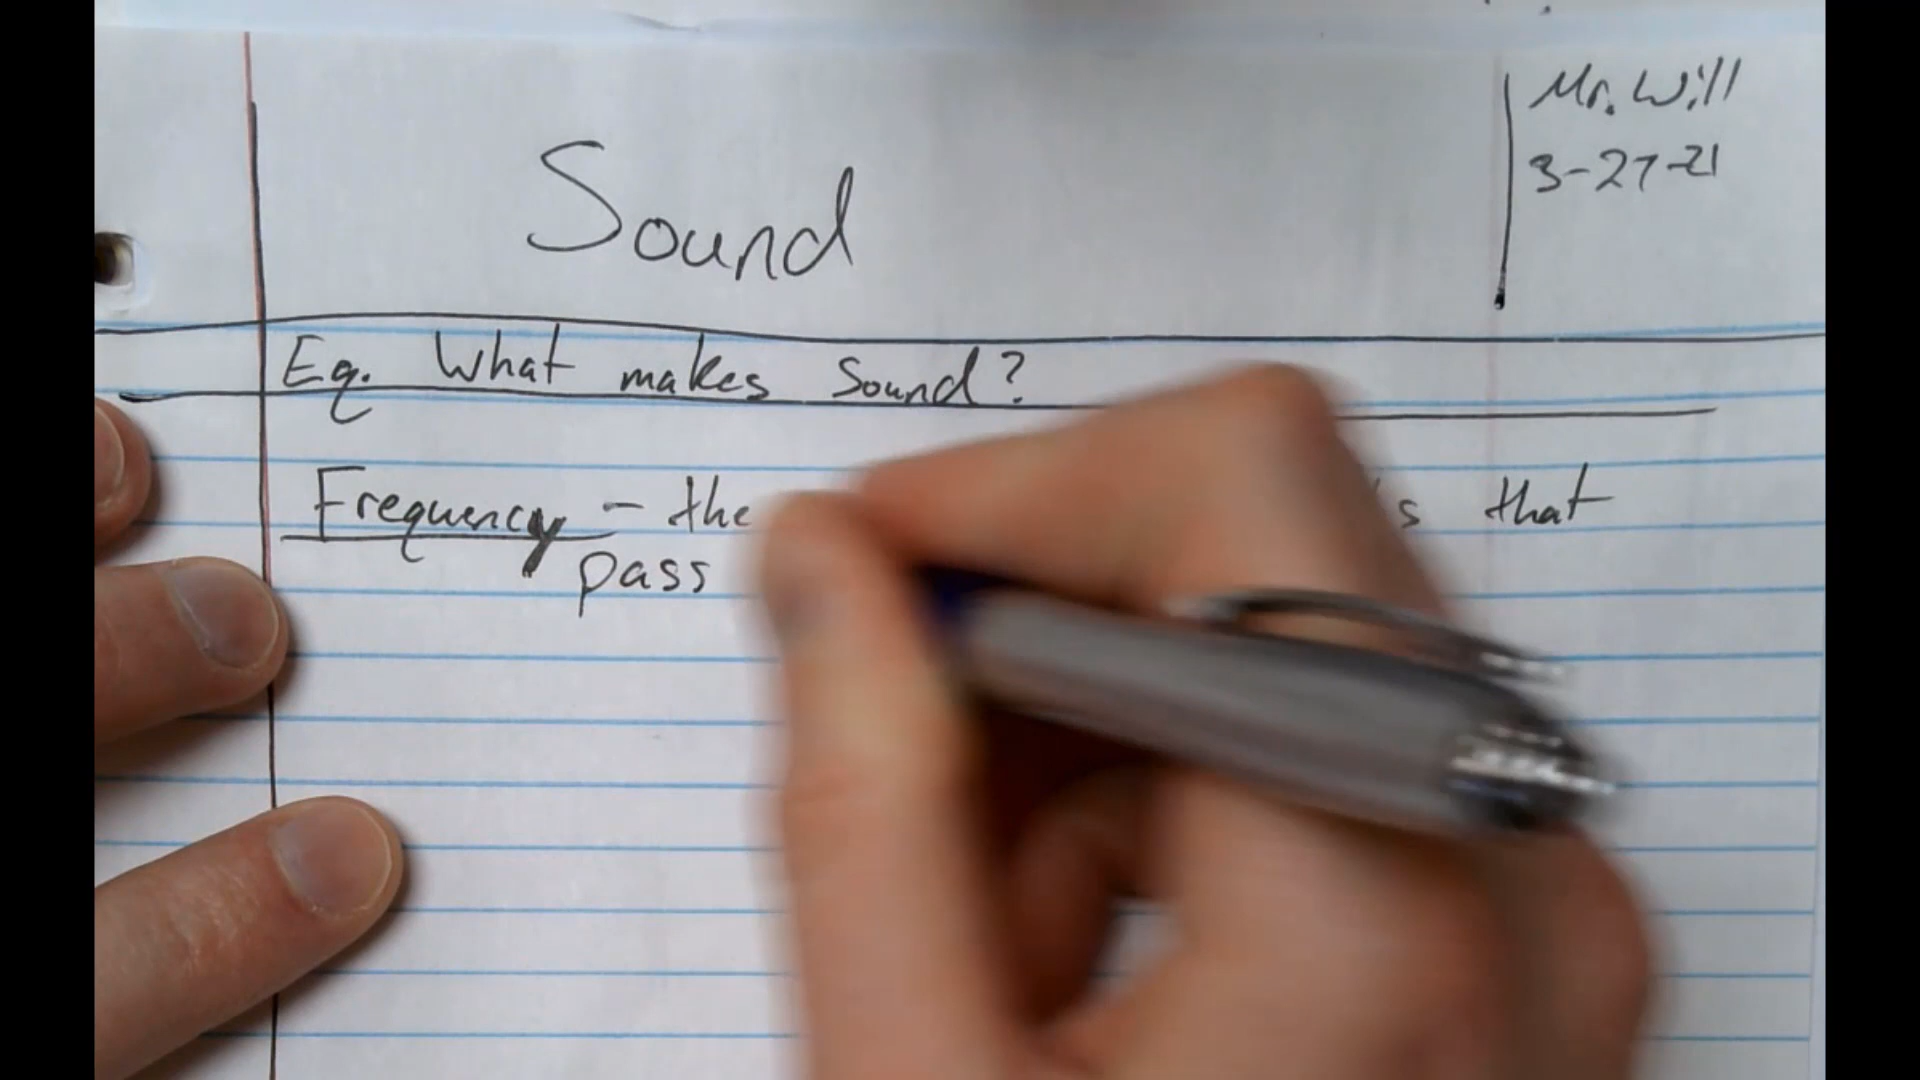 Mr. Will
3-27-21
Sound
Eq. What makes Sound?
Frequency - the that
pass